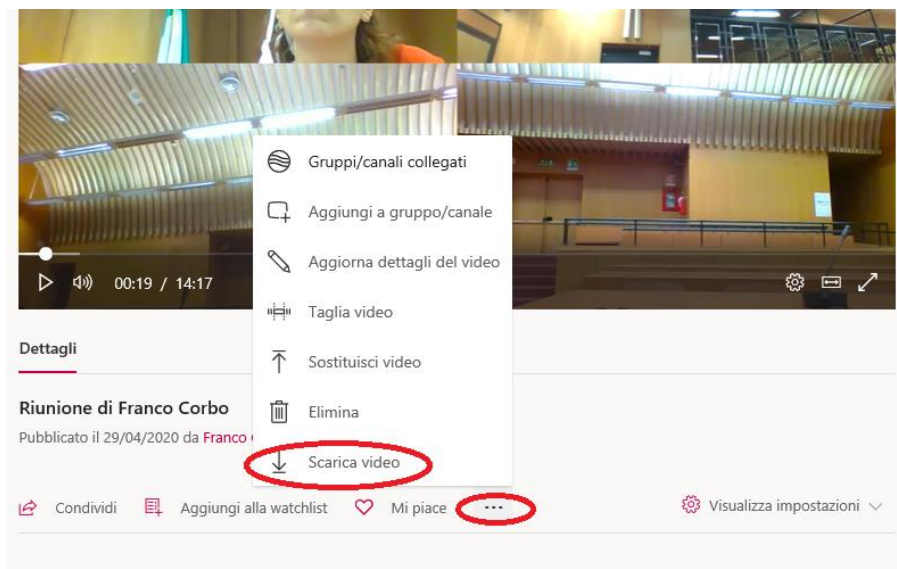 Gruppi/canali collegati
Aggiungi a gruppo/canale
Aggiorna dettagli del video
Taglia video
Sostituisci video
Elimina
Scarica video
00:19 / 14:17
Dettagli
Riunione di Franco Corbo
Pubblicato il 29/04/2020 da Franco
Condividi Aggiungi alla watchlist Mi piace ... Visualizza impostazioni